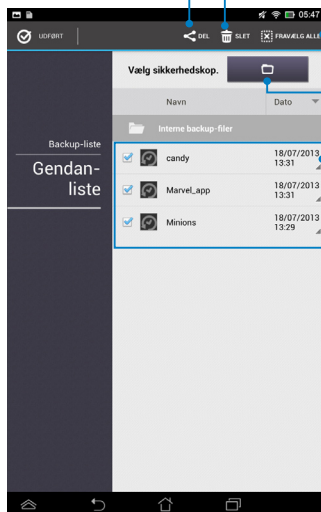 05:47
UDFØRT
DEL
SLET
FRAVÆLG ALLE
Vælg sikkerhedskop.
Navn
Dato
Interne backup-filer
Backup-liste
Gendan-
liste
candy
18/07/2013
13:31
Marvel_app
18/07/2013
13:31
Minions
18/07/2013
13:29